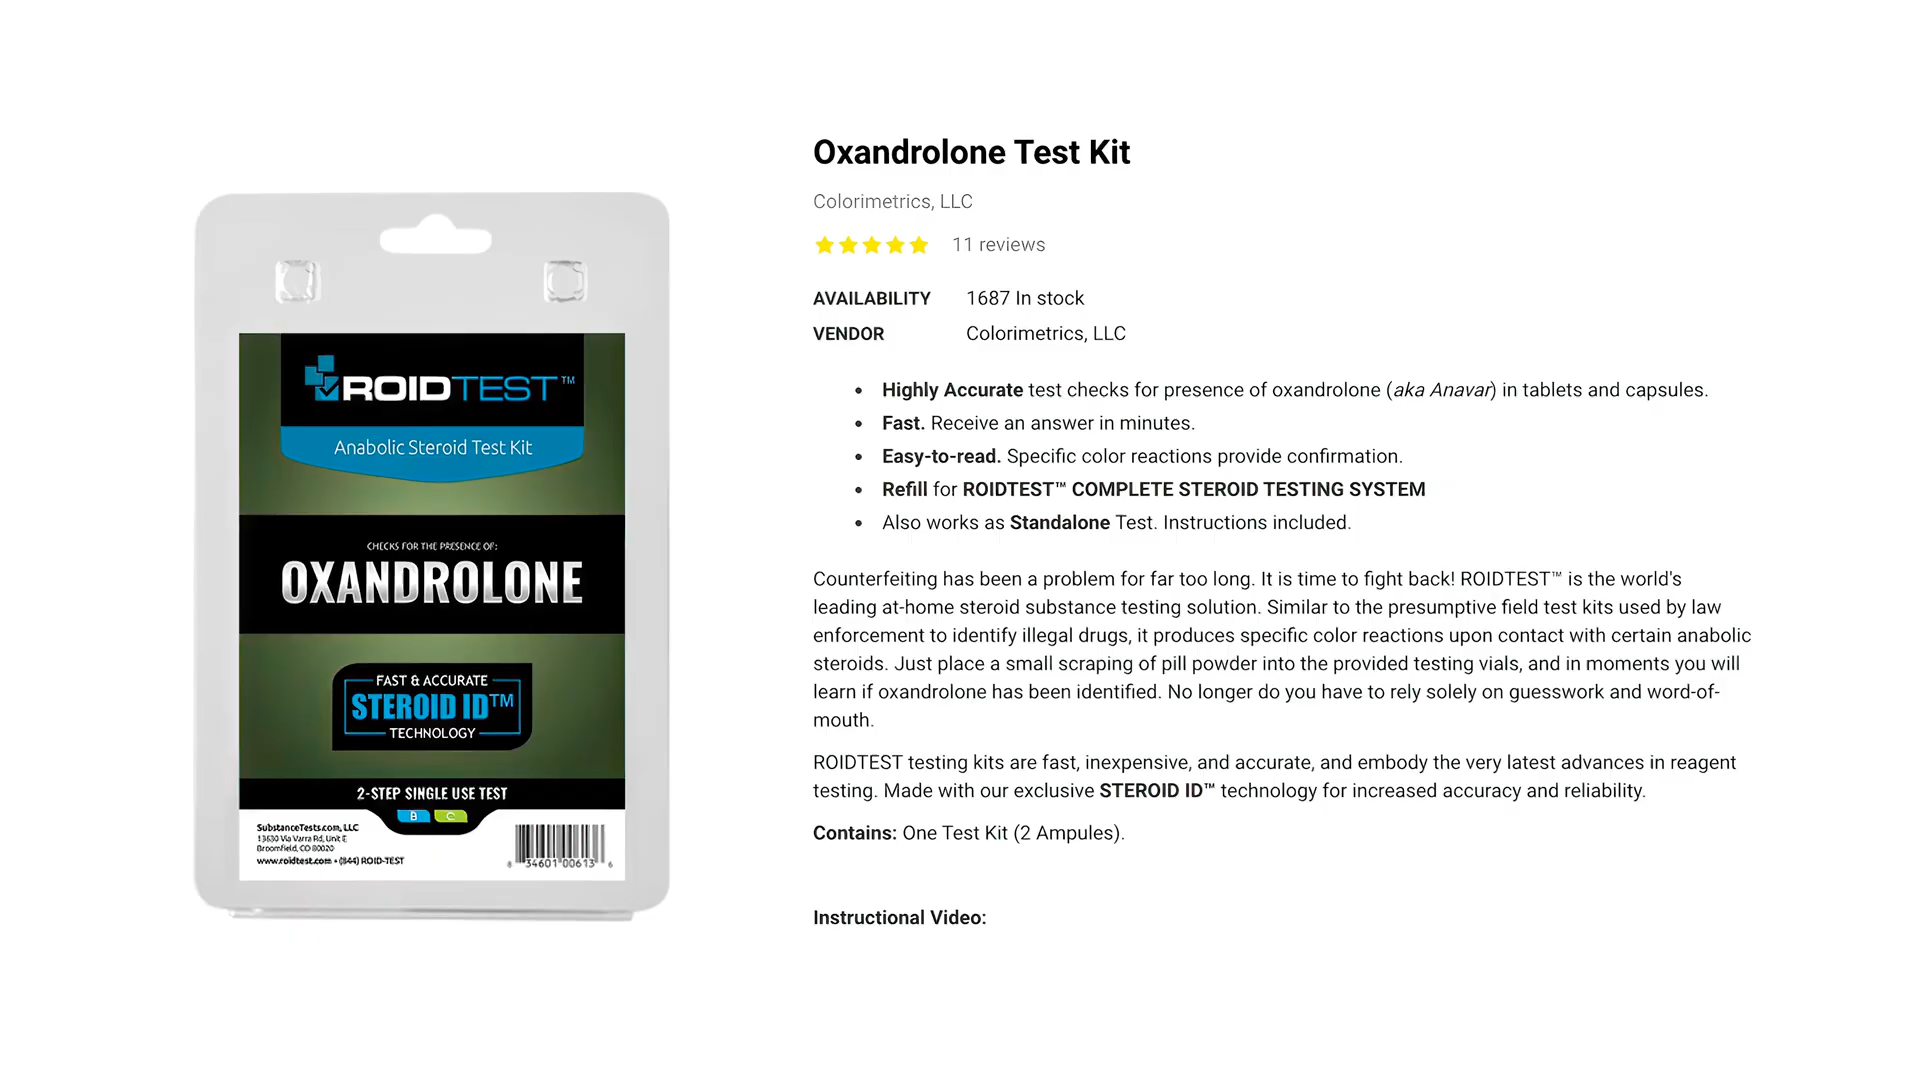 ROIDTEST™
Anabolic Steroid Test Kit
CHECKS FOR THE PRESENCE OF:
OXANDROLONE
FAST & ACCURATE
STEROID ID™
TECHNOLOGY
2-STEP SINGLE USE TEST
B C
SubstanceTests.com, LLC
13630 Via Varra Rd, Unit E
Broomfield, CO 80020
www.roidtest.com • (844) ROID-TEST
8 34601 00613 6
Oxandrolone Test Kit
Colorimetrics, LLC
11 reviews
AVAILABILITY 1687 In stock
VENDOR Colorimetrics, LLC
• Highly Accurate test checks for presence of oxandrolone (aka Anavar) in tablets and capsules.
• Fast. Receive an answer in minutes.
• Easy-to-read. Specific color reactions provide confirmation.
• Refill for ROIDTEST™ COMPLETE STEROID TESTING SYSTEM
• Also works as Standalone Test. Instructions included.
Counterfeiting has been a problem for far too long. It is time to fight back! ROIDTEST™ is the world's
leading at-home steroid substance testing solution. Similar to the presumptive field test kits used by law
enforcement to identify illegal drugs, it produces specific color reactions upon contact with certain anabolic
steroids. Just place a small scraping of pill powder into the provided testing vials, and in moments you will
learn if oxandrolone has been identified. No longer do you have to rely solely on guesswork and word-of-
mouth.
ROIDTEST testing kits are fast, inexpensive, and accurate, and embody the very latest advances in reagent
testing. Made with our exclusive STEROID ID™ technology for increased accuracy and reliability.
Contains: One Test Kit (2 Ampules).
Instructional Video: